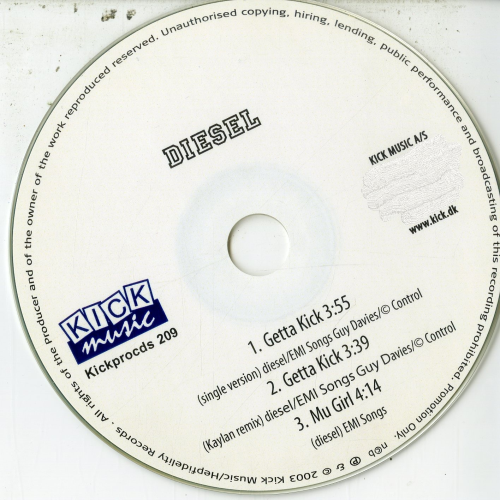 DIESEL
KICK MUSIC A/S
www.kick.dk
KICK
music
Kickprocds 209
1. Getta Kick 3:55
(single version) diesel/EMI Songs Guy Davies/© Control
2. Getta Kick 3:39
(Kaylan remix) diesel/EMI Songs Guy Davies/© Control
3. Mu Girl 4:14
(diesel) EMI Songs
All rights of the Producer and of the owner of the work reproduced reserved. Unauthorised copying, hiring, lending, public performance and broadcasting of this recording prohibited. Promotion Only. n©b ℗ & © 2003 Kick Music/Hepfidelity Records.